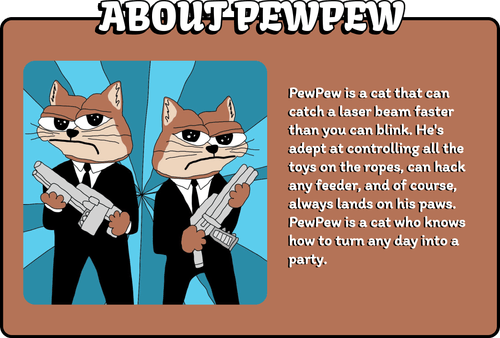 ABOUT PEWPEW
PewPew is a cat that can
catch a laser beam faster
than you can blink. He's
adept at controlling all the
toys on the ropes, can hack
any feeder, and of course,
always lands on his paws.
PewPew is a cat who knows
how to turn any day into a
party.